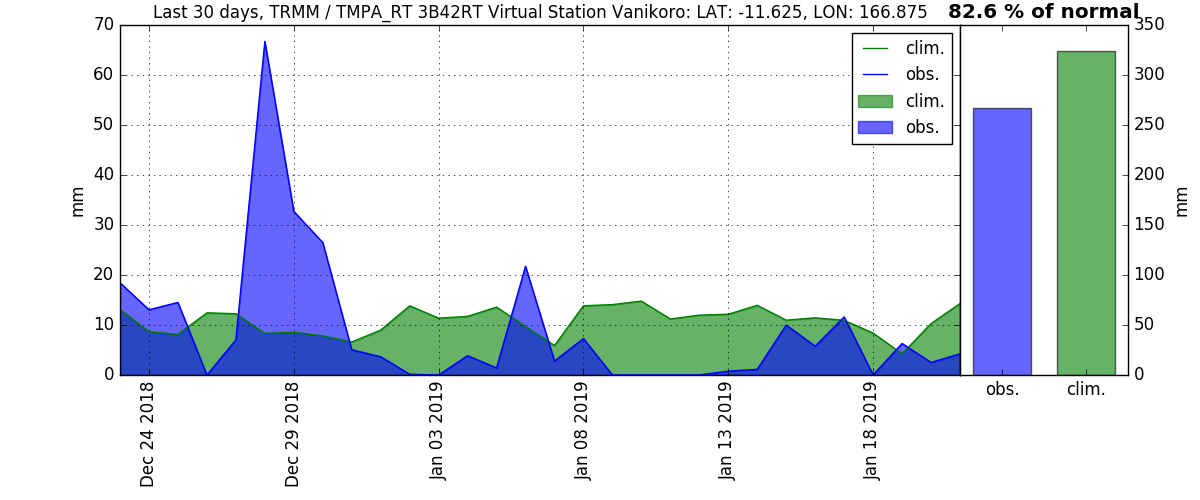 Last 30 days, TRMM / TMPA_RT 3B42RT Virtual Station Vanikoro: LAT: -11.625, LON: 166.875
82.6 % of normal
70
60
50
40
30
20
10
0
mm
clim.
obs.
clim.
obs.
Dec 24 2018
Dec 29 2018
Jan 03 2019
Jan 08 2019
Jan 13 2019
Jan 18 2019
350
300
250
200
150
100
50
0
mm
obs.
clim.